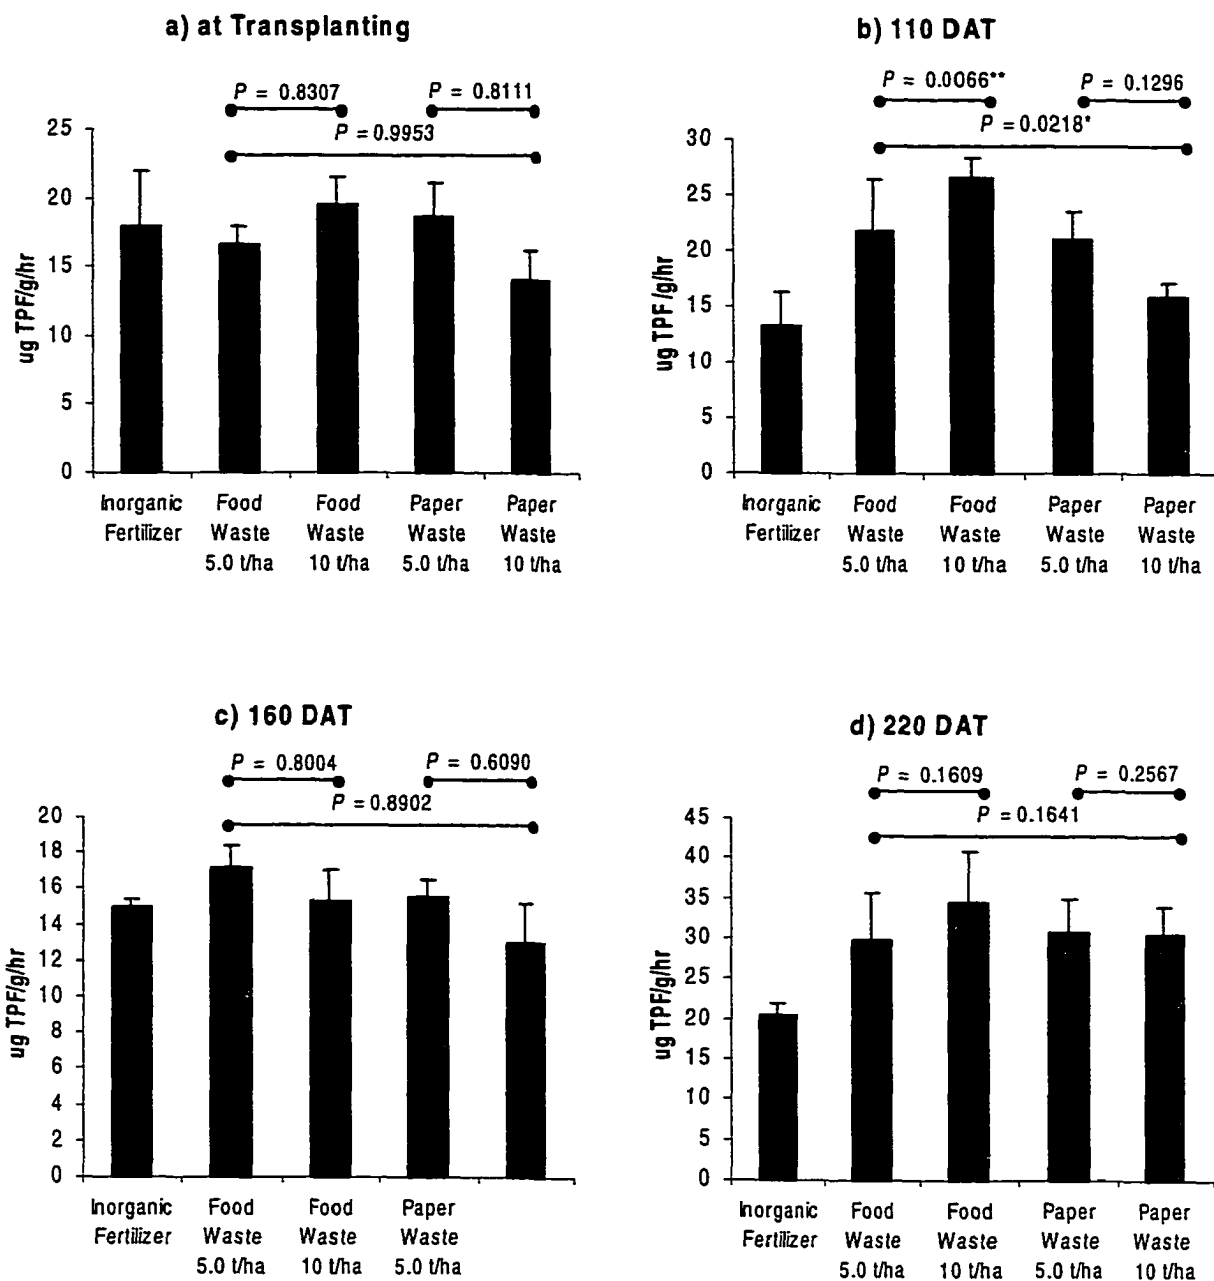 a) at Transplanting
P = 0.8307
P = 0.8111
P = 0.9953
25
20
15
10
5
0
ug TPF/g/hr
Inorganic Fertilizer
Food Waste 5.0 t/ha
Food Waste 10 t/ha
Paper Waste 5.0 t/ha
Paper Waste 10 t/ha
b) 110 DAT
P = 0.0066**
P = 0.1296
P = 0.0218*
30
25
20
15
10
5
0
ug TPF/g/hr
Inorganic Fertilizer
Food Waste 5.0 t/ha
Food Waste 10 t/ha
Paper Waste 5.0 t/ha
Paper Waste 10 t/ha
c) 160 DAT
P = 0.8004
P = 0.6090
P = 0.8902
20
18
16
14
12
10
8
6
4
2
0
ug TPF/g/hr
Inorganic Fertilizer
Food Waste 5.0 t/ha
Food Waste 10 t/ha
Paper Waste 5.0 t/ha
d) 220 DAT
P = 0.1609
P = 0.2567
P = 0.1641
45
40
35
30
25
20
15
10
5
0
ug TPF/g/hr
Inorganic Fertilizer
Food Waste 5.0 t/ha
Food Waste 10 t/ha
Paper Waste 5.0 t/ha
Paper Waste 10 t/ha